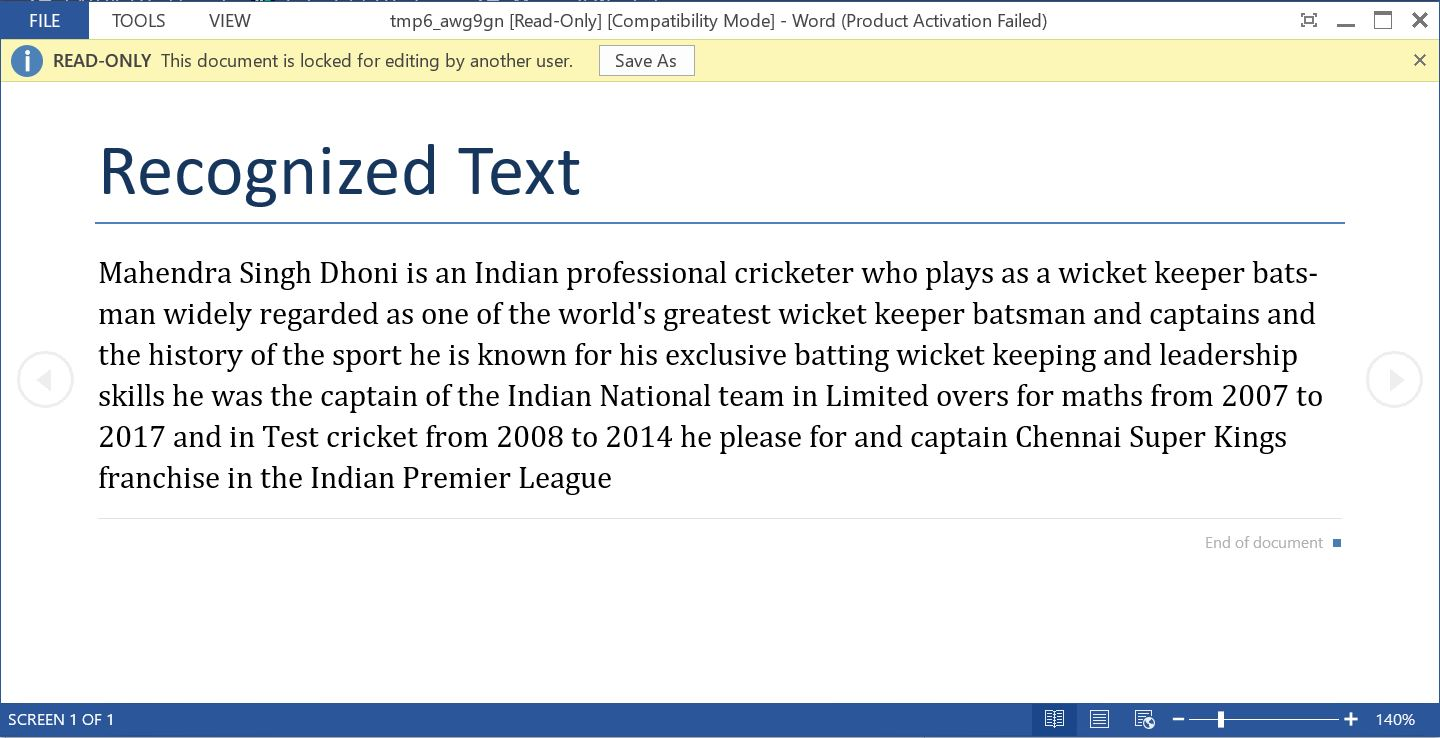 FILE TOOLS VIEW tmp6_awg9gn [Read-Only] [Compatibility Mode] - Word (Product Activation Failed)
READ-ONLY This document is locked for editing by another user. Save As
Recognized Text
Mahendra Singh Dhoni is an Indian professional cricketer who plays as a wicket keeper bats-
man widely regarded as one of the world's greatest wicket keeper batsman and captains and
the history of the sport he is known for his exclusive batting wicket keeping and leadership
skills he was the captain of the Indian National team in Limited overs for maths from 2007 to
2017 and in Test cricket from 2008 to 2014 he please for and captain Chennai Super Kings
franchise in the Indian Premier League
End of document
SCREEN 1 OF 1 140%